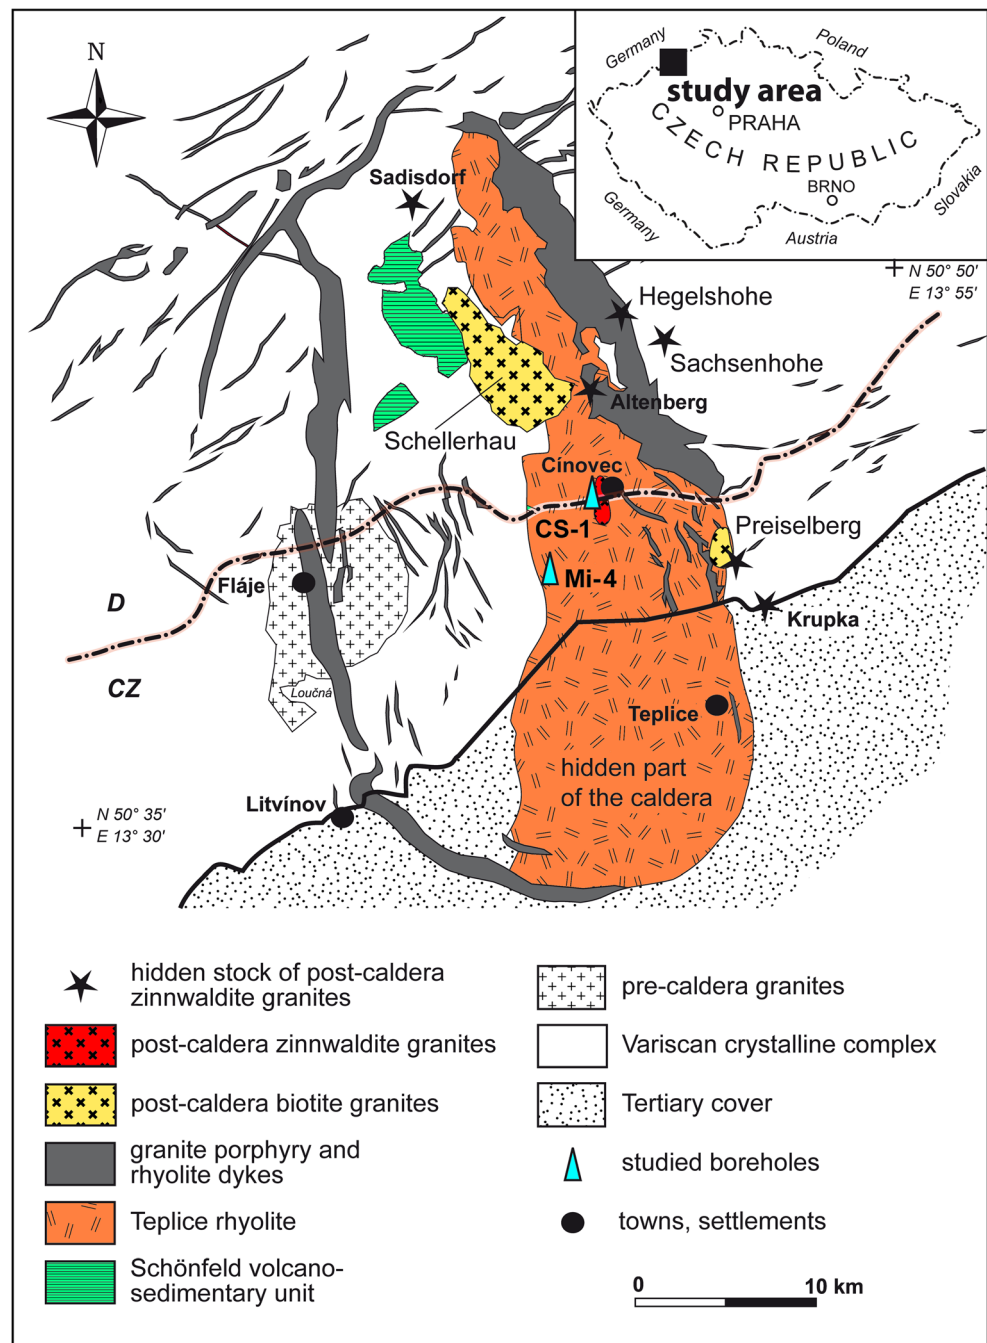 N
Germany
Poland
study area
PRAHA
CZECH REPUBLIC
BRNO
Slovakia
Germany
Austria
N 50° 50'
E 13° 55'
Sadisdorf
Hegelshohe
Sachsenhohe
Altenberg
Schellerhau
Cínovec
CS-1
Preiselberg
Mi-4
Fláje
D
Krupka
CZ
Loučná
Teplice
hidden part
of the caldera
Litvínov
N 50° 35'
E 13° 30'
hidden stock of post-caldera
zinnwaldite granites
post-caldera zinnwaldite granites
post-caldera biotite granites
granite porphyry and
rhyolite dykes
Teplice rhyolite
Schönfeld volcano-
sedimentary unit
pre-caldera granites
Variscan crystalline complex
Tertiary cover
studied boreholes
towns, settlements
0 10 km